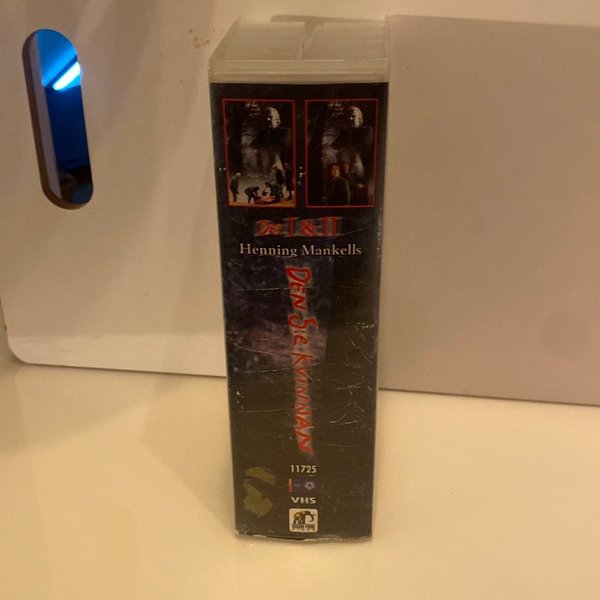 Del I & II
Henning Mankells
DEN 5:E KVINNAN
11725
VHS